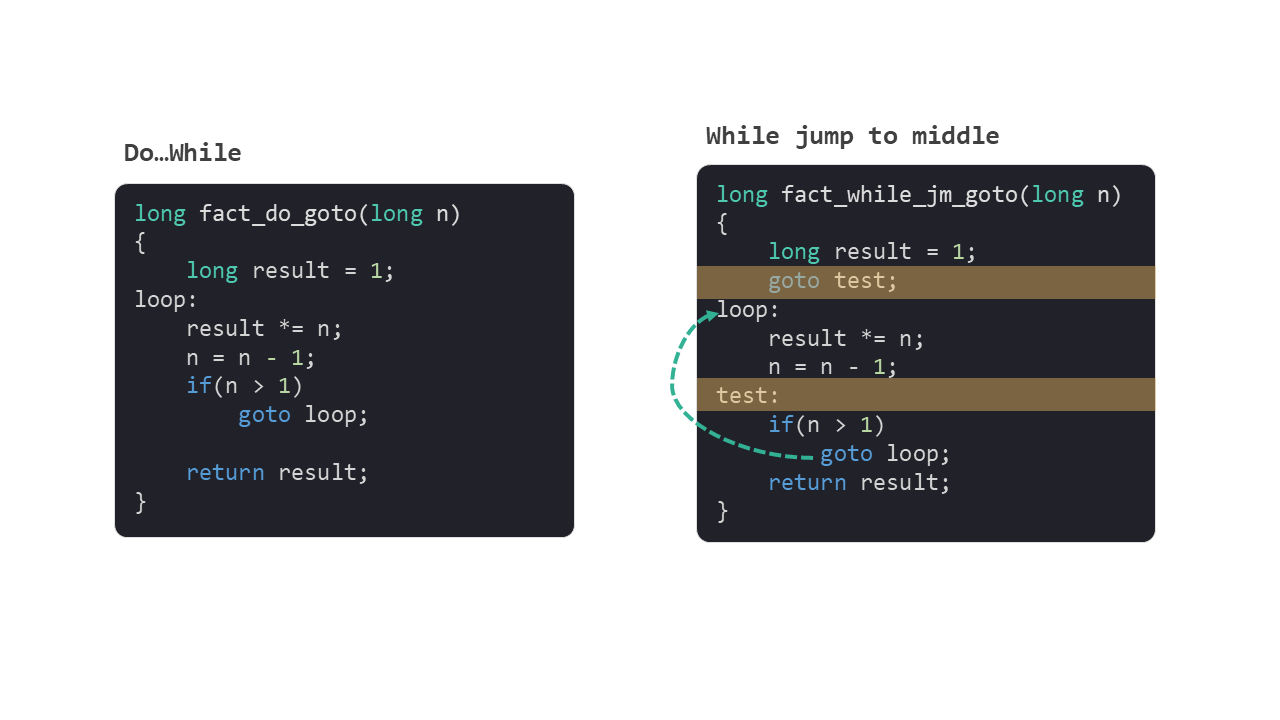 Do…While
long fact_do_goto(long n)
{
    long result = 1;
loop:
    result *= n;
    n = n - 1;
    if(n > 1)
        goto loop;

    return result;
}
While jump to middle
long fact_while_jm_goto(long n)
{
    long result = 1;
    goto test;
loop:
    result *= n;
    n = n - 1;
test:
    if(n > 1)
        goto loop;
    return result;
}